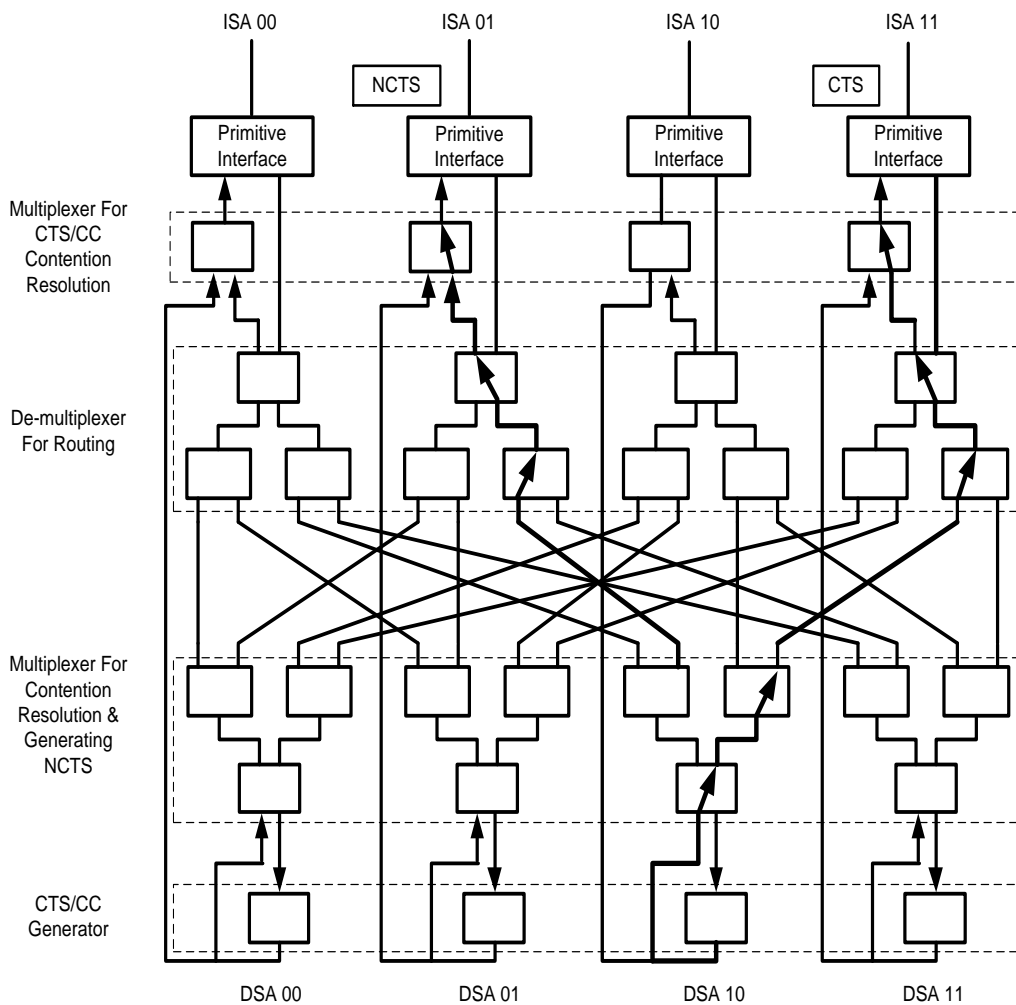 ISA 00
ISA 01
ISA 10
ISA 11
NCTS
CTS
Primitive
Interface
Primitive
Interface
Primitive
Interface
Primitive
Interface
Multiplexer For
CTS/CC
Contention
Resolution
De-multiplexer
For Routing
Multiplexer For
Contention
Resolution &
Generating
NCTS
CTS/CC
Generator
DSA 00
DSA 01
DSA 10
DSA 11